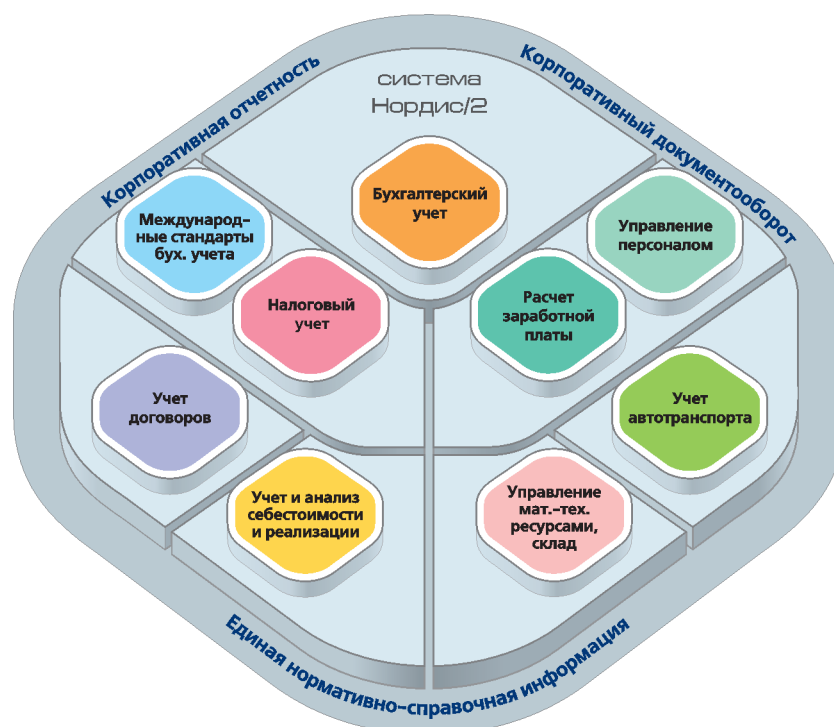 Корпоративная отчетность
Корпоративный документооборот
система
Нордис/2
Бухгалтерский
учет
Международ-
ные стандарты
бух. учета
Управление
персоналом
Налоговый
учет
Расчет
заработной
платы
Учет
договоров
Учет
автотранспорта
Учет и анализ
себестоимости
и реализации
Управление
мат.-тех.
ресурсами,
склад
Единая нормативно-справочная информация